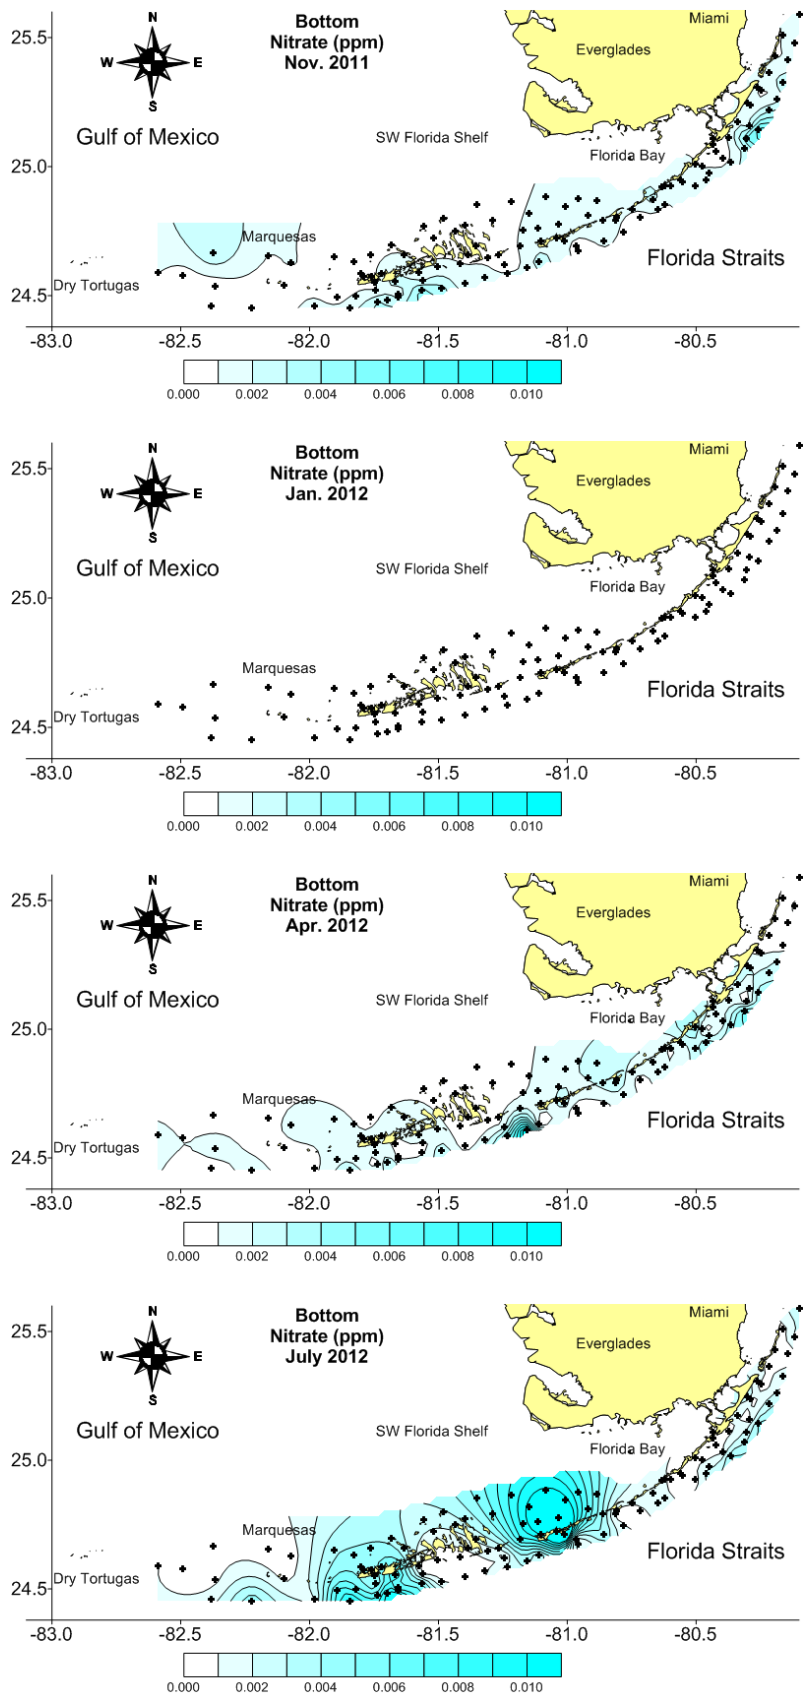 25.6
N
Bottom
Miami
Nitrate (ppm)
Everglades
W
E
Nov. 2011
S
Gulf of Mexico
SW Florida Shelf
Florida Bay
25.0
Marquesas
Florida Straits
Dry Tortugas
24.5
-83.0 -82.5 -82.0 -81.5 -81.0 -80.5
0.000 0.002 0.004 0.006 0.008 0.010
N
Bottom
Miami
25.5
Nitrate (ppm)
Everglades
W
E
Jan. 2012
S
Gulf of Mexico
SW Florida Shelf
Florida Bay
25.0
Marquesas
Florida Straits
Dry Tortugas
24.5
-83.0 -82.5 -82.0 -81.5 -81.0 -80.5
0.000 0.002 0.004 0.006 0.008 0.010
N
Bottom
Miami
25.5
Nitrate (ppm)
Everglades
W
E
Apr. 2012
S
Gulf of Mexico
SW Florida Shelf
Florida Bay
25.0
Marquesas
Florida Straits
Dry Tortugas
24.5
-83.0 -82.5 -82.0 -81.5 -81.0 -80.5
0.000 0.002 0.004 0.006 0.008 0.010
N
Bottom
Miami
25.5
Nitrate (ppm)
Everglades
W
E
July 2012
S
Gulf of Mexico
SW Florida Shelf
Florida Bay
25.0
Marquesas
Florida Straits
Dry Tortugas
24.5
-83.0 -82.5 -82.0 -81.5 -81.0 -80.5
0.000 0.002 0.004 0.006 0.008 0.010